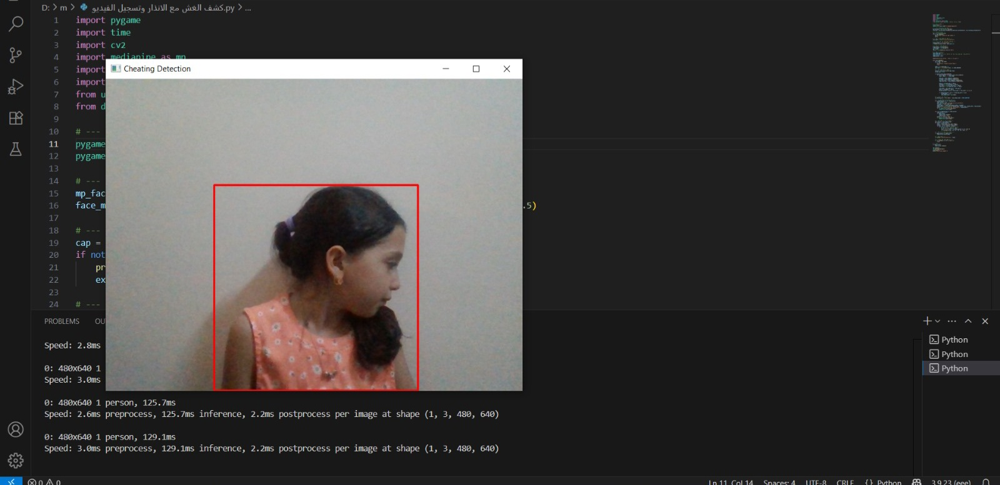 D: > m > كشف الغش مع الانذار وتسجيل الفيديو.py > ...
1 import pygame
2 import time
3 import cv2
4 import mediapipe as mp
Cheating Detection
5 import
6 import
7 from u
8 from d
9
10 # ---
11 pygame
12 pygame
13
14 # ---
15 mp_fac
16 face_m .5)
17
18 # ---
19 cap =
20 if not
21 pr
22 ex
23
24 # ---
PROBLEMS OU
Python
Python
Python
Speed: 2.8ms
0: 480x640 1
Speed: 3.0ms
0: 480x640 1 person, 125.7ms
Speed: 2.6ms preprocess, 125.7ms inference, 2.2ms postprocess per image at shape (1, 3, 480, 640)
0: 480x640 1 person, 129.1ms
Speed: 3.0ms preprocess, 129.1ms inference, 2.2ms postprocess per image at shape (1, 3, 480, 640)
0 0 Ln 11, Col 14 Spaces: 4 UTF-8 CRLF {} Python 3.9.23 (eee)